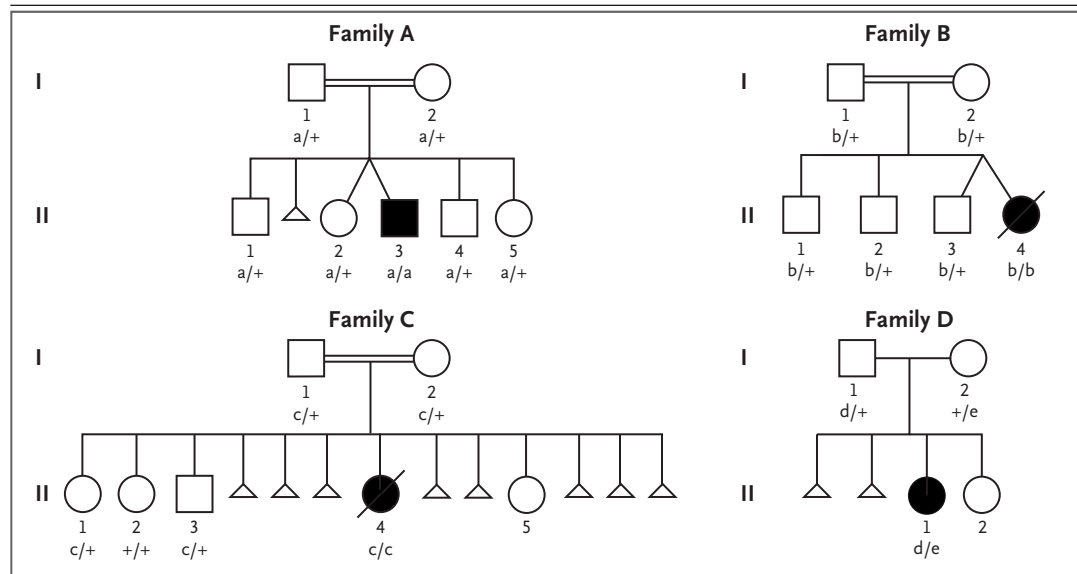 Family A
Family B
I
1
a/+
2
a/+
I
1
b/+
2
b/+
II
1
a/+
2
a/+
3
a/a
4
a/+
5
a/+
II
1
b/+
2
b/+
3
b/+
4
b/b
Family C
Family D
I
1
c/+
2
c/+
I
1
d/+
2
+/e
II
1
c/+
2
+/+
3
c/+
4
c/c
5
II
1
d/e
2